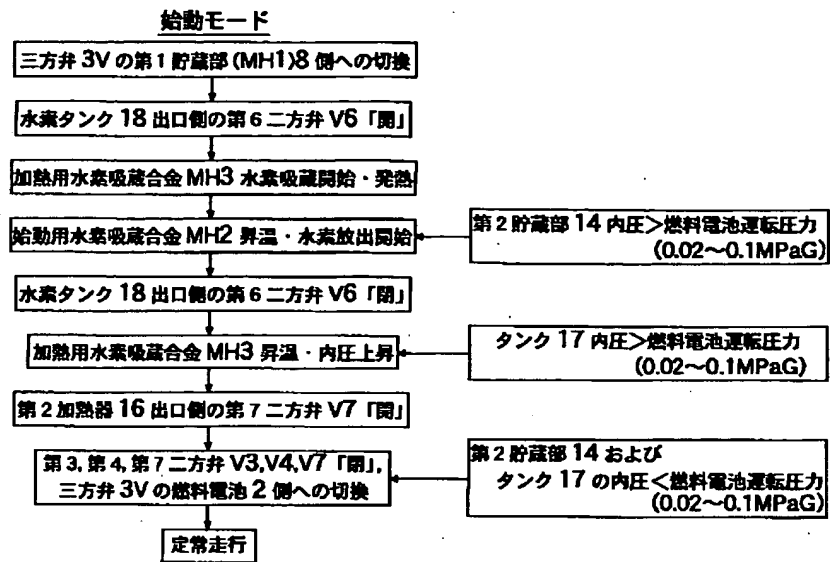 始動モード
三方弁 3V の第1貯蔵部(MH1)8 側への切換
水素タンク 18 出口側の第6二方弁 V6「開」
加熱用水素吸蔵合金 MH3 水素吸蔵開始・発熱
始動用水素吸蔵合金 MH2 昇温・水素放出開始
第2貯蔵部 14 内圧>燃料電池運転圧力
(0.02〜0.1MPaG)
水素タンク 18 出口側の第6二方弁 V6「閉」
加熱用水素吸蔵合金 MH3 昇温・内圧上昇
タンク 17 内圧>燃料電池運転圧力
(0.02〜0.1MPaG)
第2加熱器 16 出口側の第7二方弁 V7「開」
第3,第4,第7二方弁 V3,V4,V7「閉」,
三方弁 3V の燃料電池 2 側への切換
第2貯蔵部 14 および
タンク 17 の内圧<燃料電池運転圧力
(0.02〜0.1MPaG)
定常走行